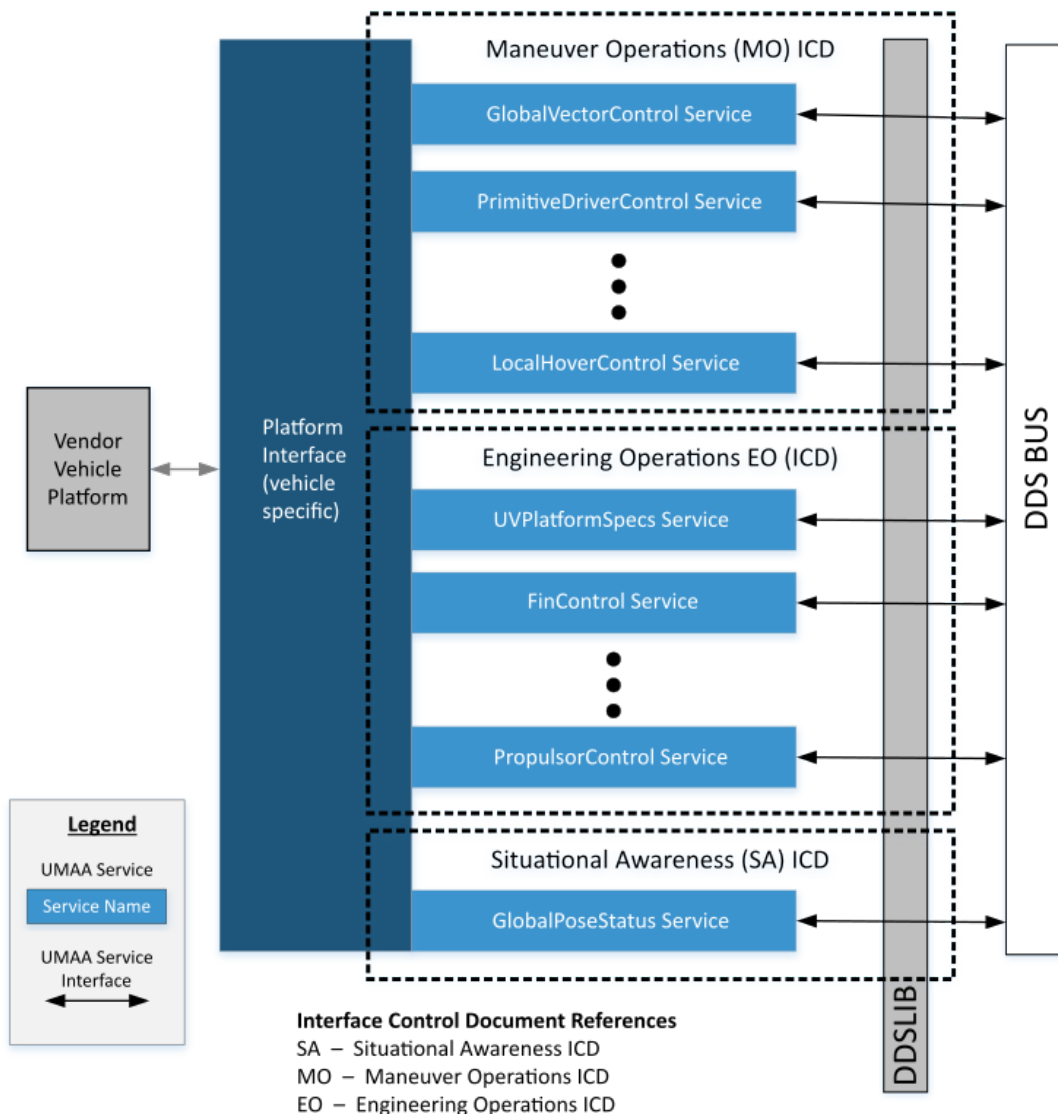 Maneuver Operations (MO) ICD
GlobalVectorControl Service
PrimitiveDriverControl Service
LocalHoverControl Service
Vendor
Vehicle
Platform
Platform
Interface
(vehicle
specific)
Engineering Operations EO (ICD)
UVPlatformSpecs Service
FinControl Service
PropulsorControl Service
Situational Awareness (SA) ICD
GlobalPoseStatus Service
DDSLIB
DDS BUS
Legend
UMAA Service
Service Name
UMAA Service
Interface
Interface Control Document References
SA – Situational Awareness ICD
MO – Maneuver Operations ICD
EO – Engineering Operations ICD